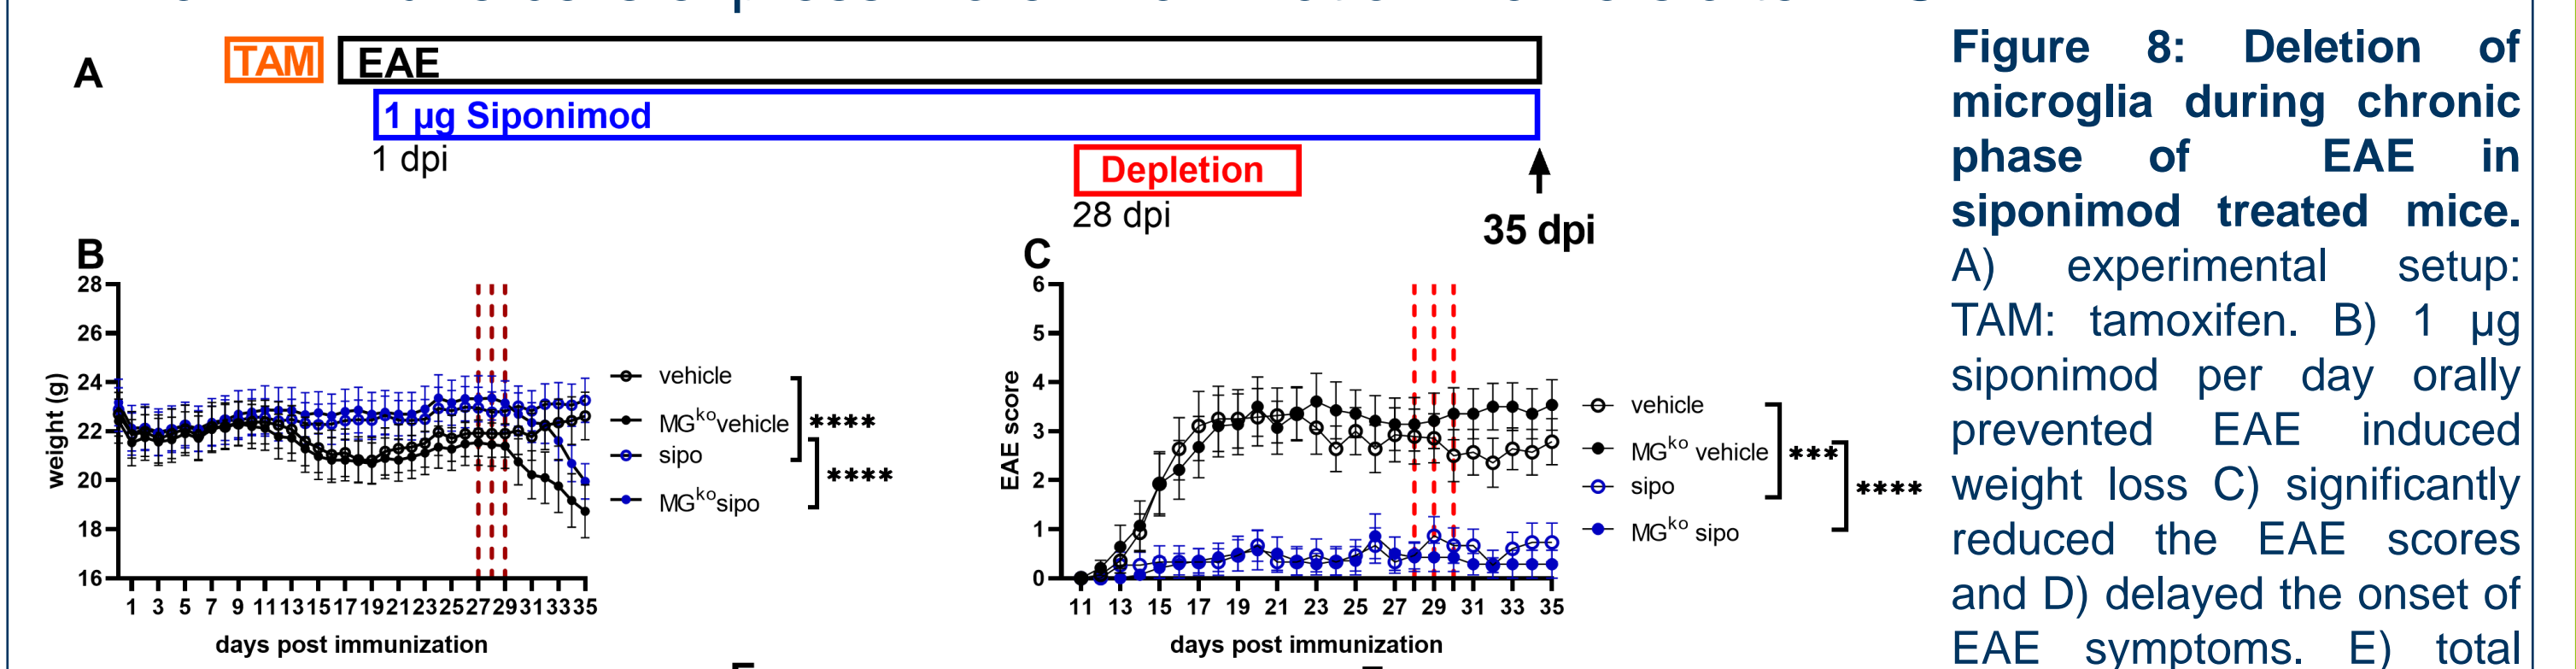 A
TAM
EAE
1 µg Siponimod
1 dpi
Depletion
28 dpi
35 dpi
B
28
26
24
22
20
18
16
weight (g)
1 3 5 7 9 11 13 15 17 19 21 23 25 27 29 31 33 35
days post immunization
vehicle
MGko vehicle
sipo
MGko sipo
****
****
C
6
5
4
3
2
1
0
EAE score
11 13 15 17 19 21 23 25 27 29 31 33 35
days post immunization
vehicle
MGko vehicle
sipo
MGko sipo
***
****
Figure 8: Deletion of
microglia during chronic
phase of EAE in
siponimod treated mice.
A) experimental setup:
TAM: tamoxifen. B) 1 µg
siponimod per day orally
prevented EAE induced
weight loss C) significantly
reduced the EAE scores
and D) delayed the onset of
EAE symptoms. E) total